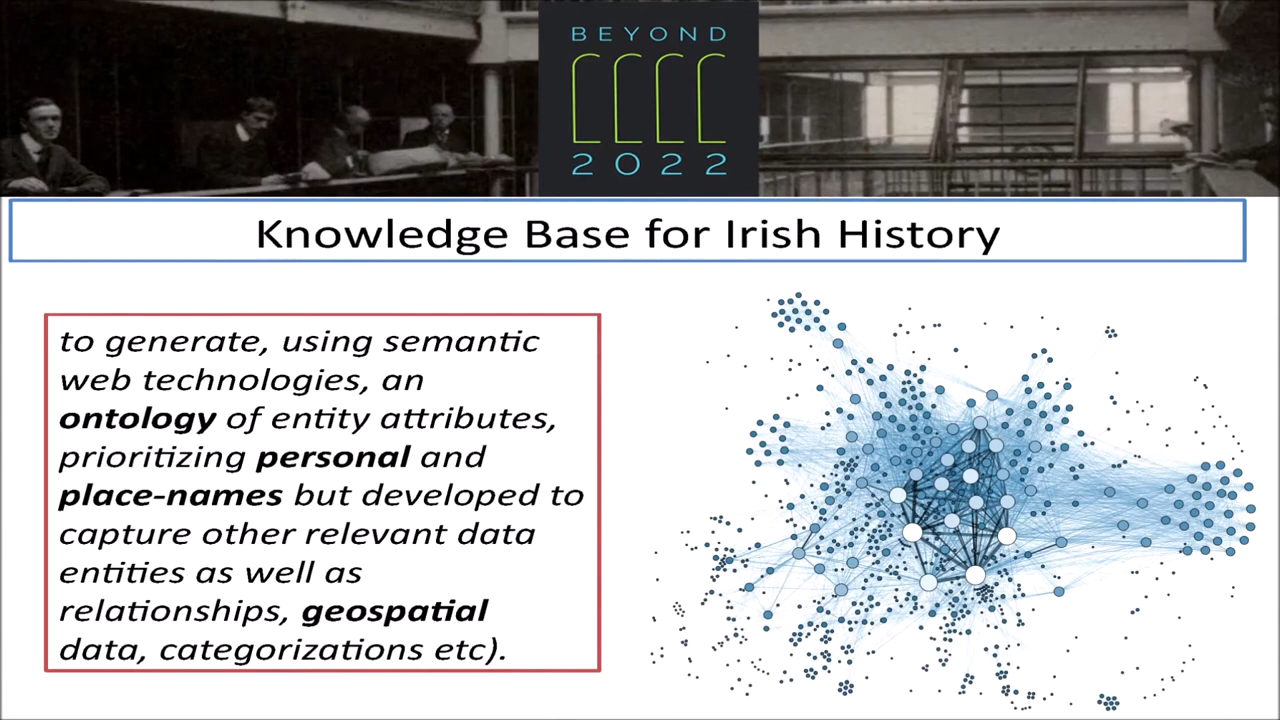 BEYOND
2022
Knowledge Base for Irish History
to generate, using semantic
web technologies, an
ontology of entity attributes,
prioritizing personal and
place-names but developed to
capture other relevant data
entities as well as
relationships, geospatial
data, categorizations etc).